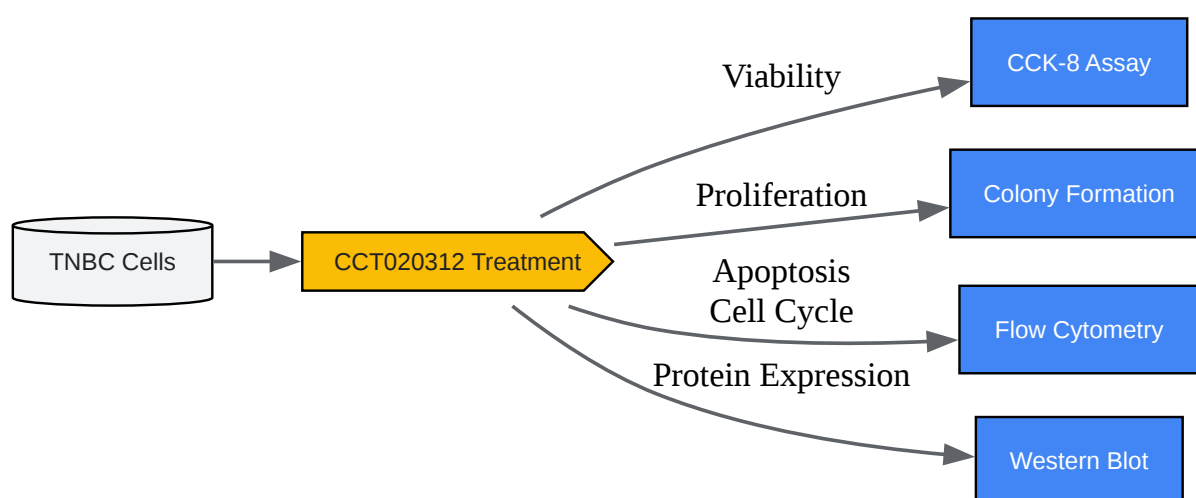 TNBC Cells
CCT020312 Treatment
Viability
CCK-8 Assay
Proliferation
Colony Formation
Apoptosis
Cell Cycle
Flow Cytometry
Protein Expression
Western Blot